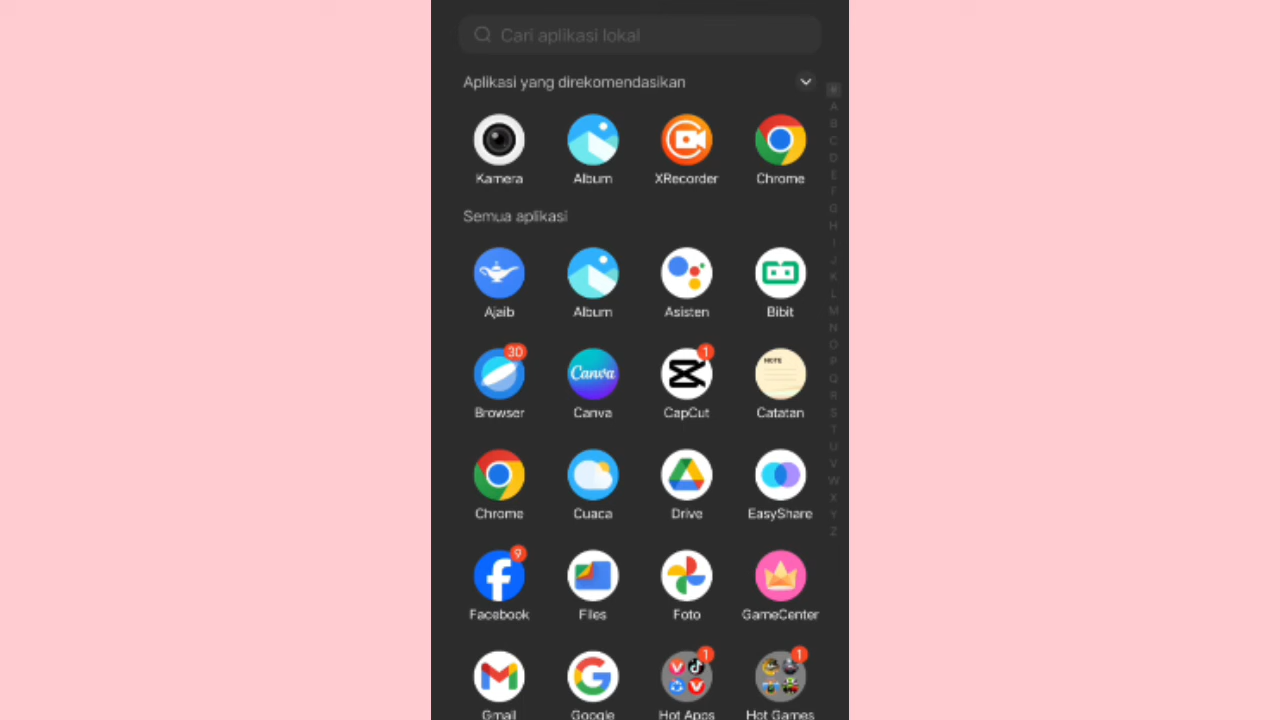 Cari aplikasi lokal
Aplikasi yang direkomendasikan
Kamera Album XRecorder Chrome
Semua aplikasi
Ajaib Album Asisten Bibit
30 Canva 1 NOTE
Browser Canva CapCut Catatan
Chrome Cuaca Drive EasyShare
9
Facebook Files Foto GameCenter
1 1
Gmail Google Hot Apps Hot Games
#
A
B
C
D
E
F
G
H
I
J
K
L
M
N
O
P
Q
R
S
T
U
V
W
X
Y
Z